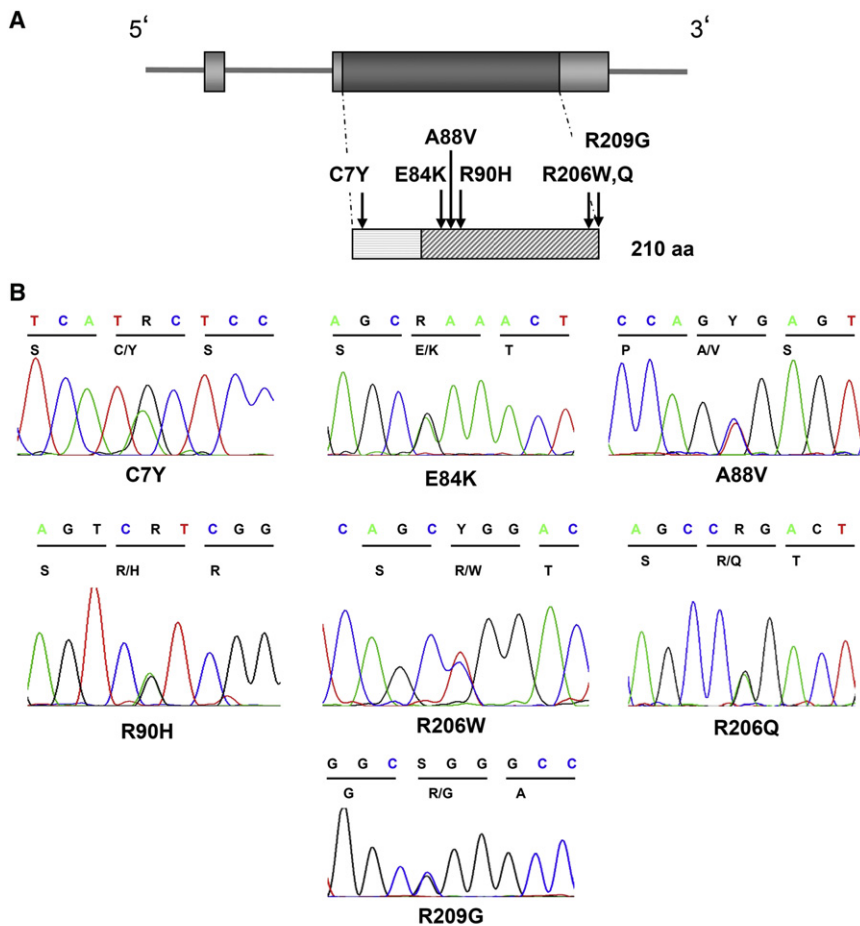 A
5‘ 3‘
A88V
R209G
C7Y E84K R90H R206W,Q
210 aa
B
T C A T R C T C C
S C/Y S
C7Y
A G C R A A A C T
S E/K T
E84K
C C A G Y G A G T
P A/V S
A88V
A G T C R T C G G
S R/H R
R90H
C A G C Y G G A C
S R/W T
R206W
A G C C R G A C T
S R/Q T
R206Q
G G C S G G G C C
G R/G A
R209G